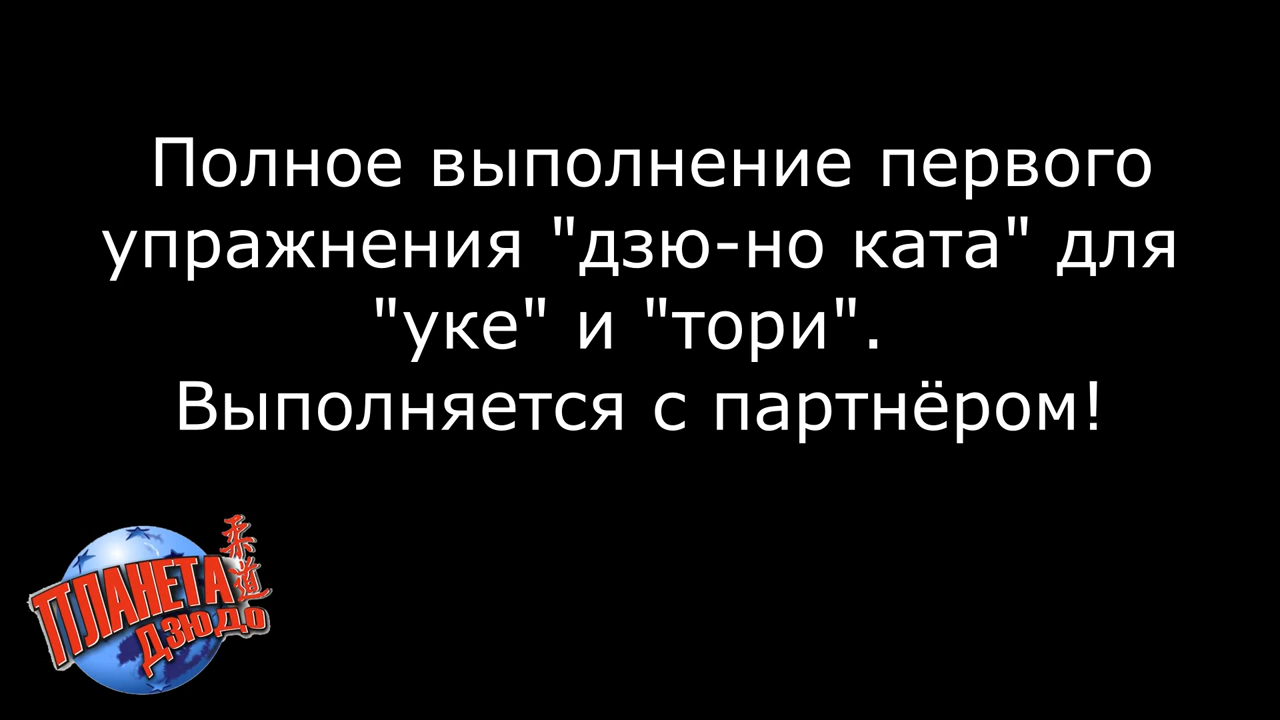 Полное выполнение первого
упражнения "дзю-но ката" для
"уке" и "тори".
Выполняется с партнёром!
柔道
ПЛАНЕТА
ДЗЮДО